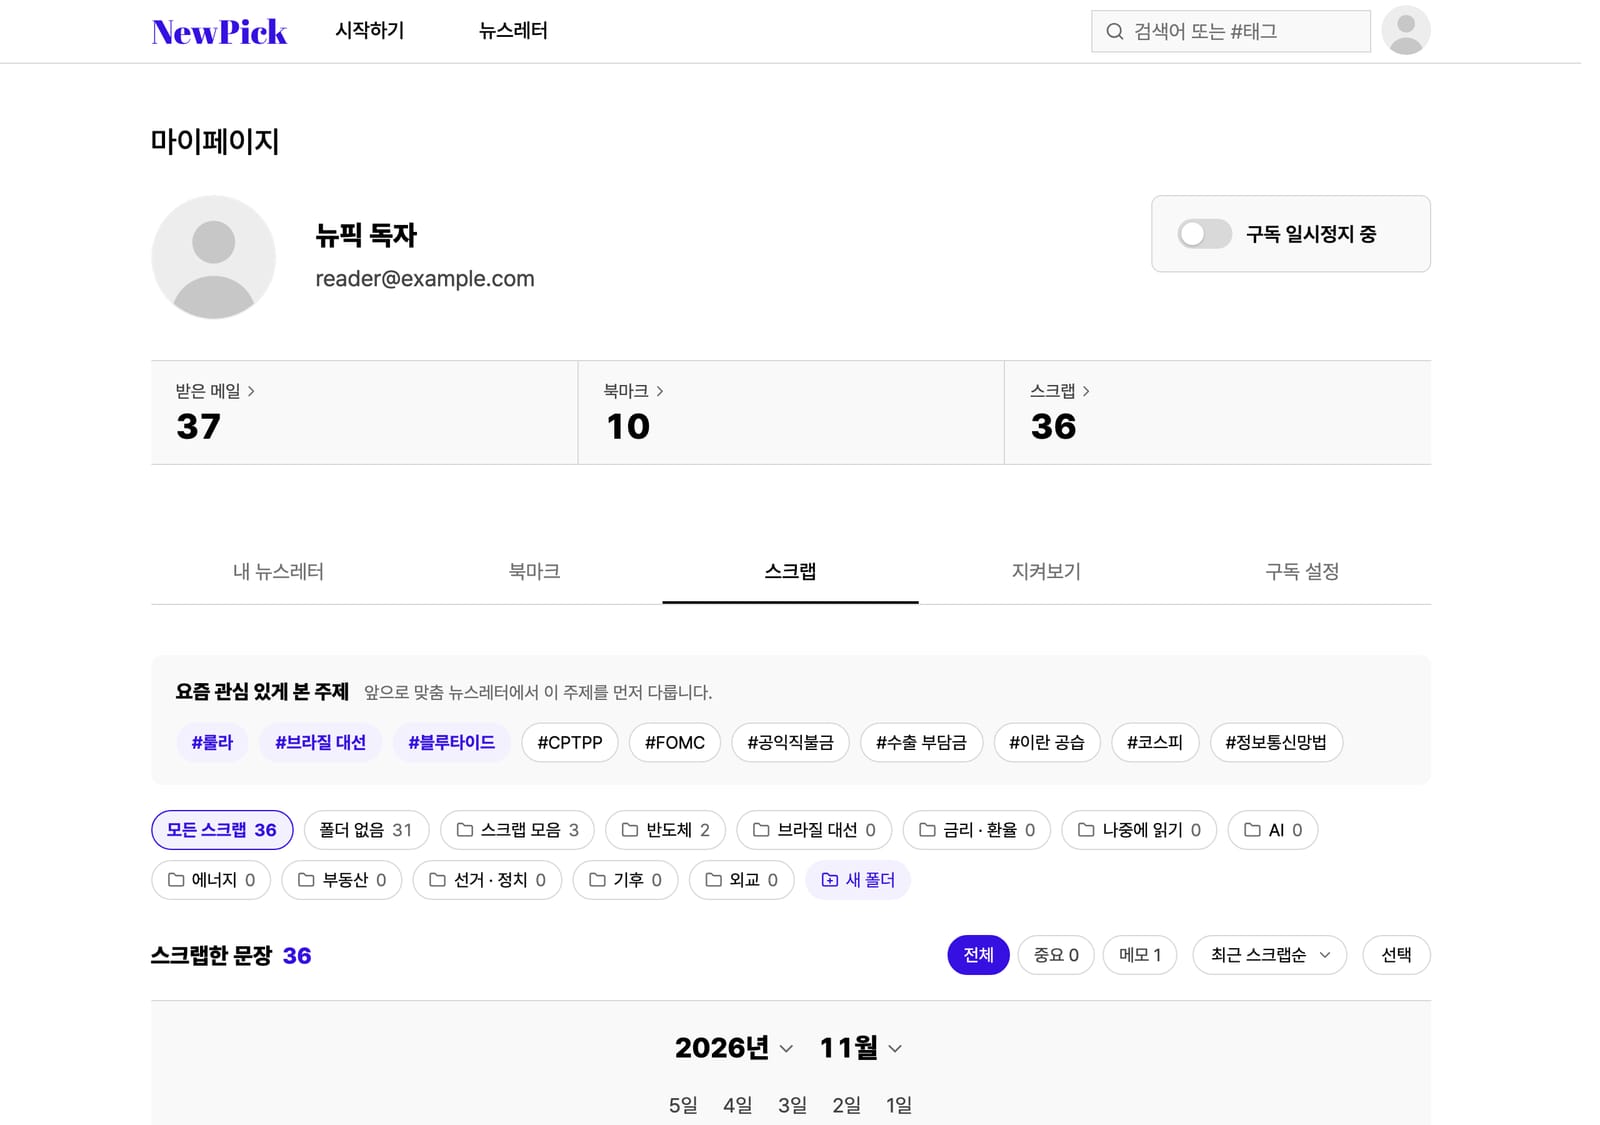 NewPick 시작하기 뉴스레터 검색어 또는 #태그
마이페이지
뉴픽 독자
reader@example.com
구독 일시정지 중
받은 메일
37
북마크
10
스크랩
36
내 뉴스레터 북마크 스크랩 지켜보기 구독 설정
요즘 관심 있게 본 주제 앞으로 맞춤 뉴스레터에서 이 주제를 먼저 다룹니다.
#룰라 #브라질 대선 #블루타이드 #CPTPP #FOMC #공익직불금 #수출 부담금 #이란 공습 #코스피 #정보통신망법
모든 스크랩 36 폴더 없음 31 스크랩 모음 3 반도체 2 브라질 대선 0 금리 · 환율 0 나중에 읽기 0 AI 0
에너지 0 부동산 0 선거 · 정치 0 기후 0 외교 0 새 폴더
스크랩한 문장 36 전체 중요 0 메모 1 최근 스크랩순 선택
2026년 11월
5일 4일 3일 2일 1일